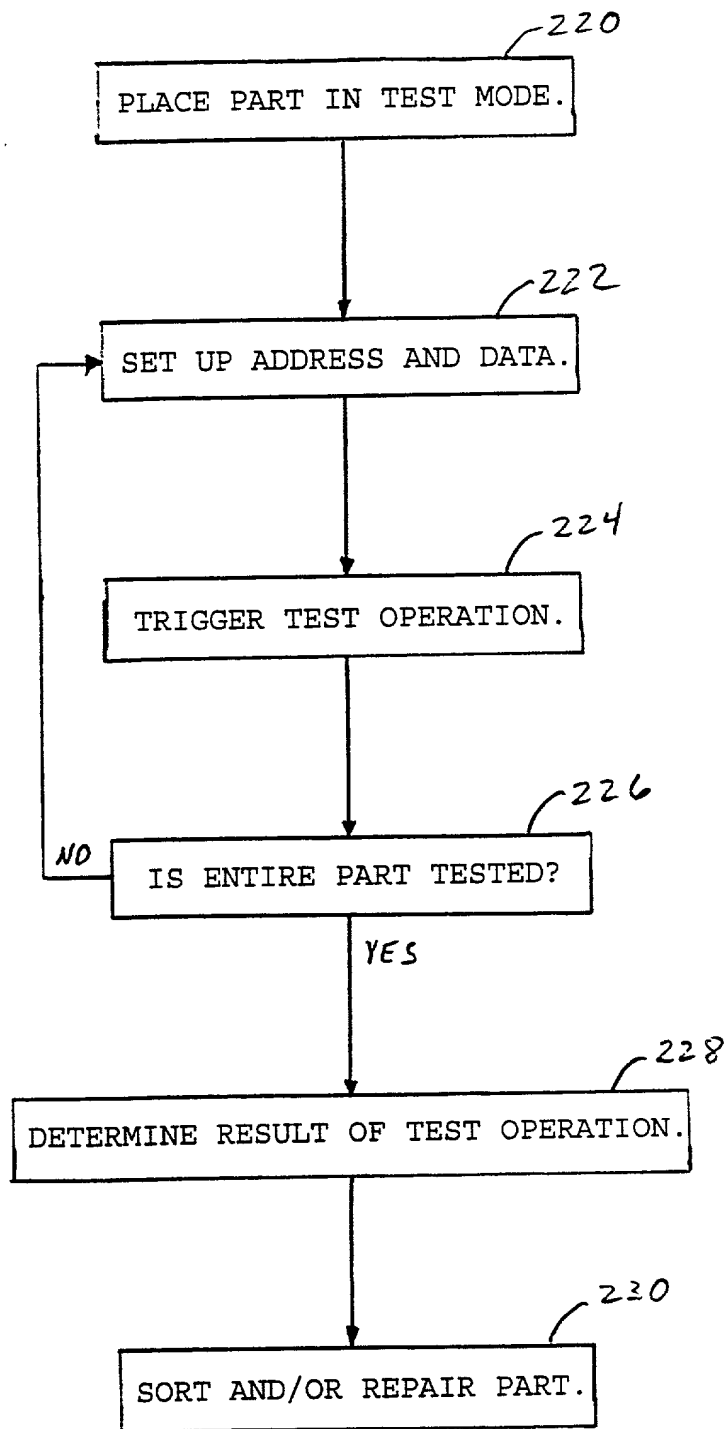 220
PLACE PART IN TEST MODE.
222
SET UP ADDRESS AND DATA.
224
TRIGGER TEST OPERATION.
226
NO
IS ENTIRE PART TESTED?
YES
228
DETERMINE RESULT OF TEST OPERATION.
230
SORT AND/OR REPAIR PART.